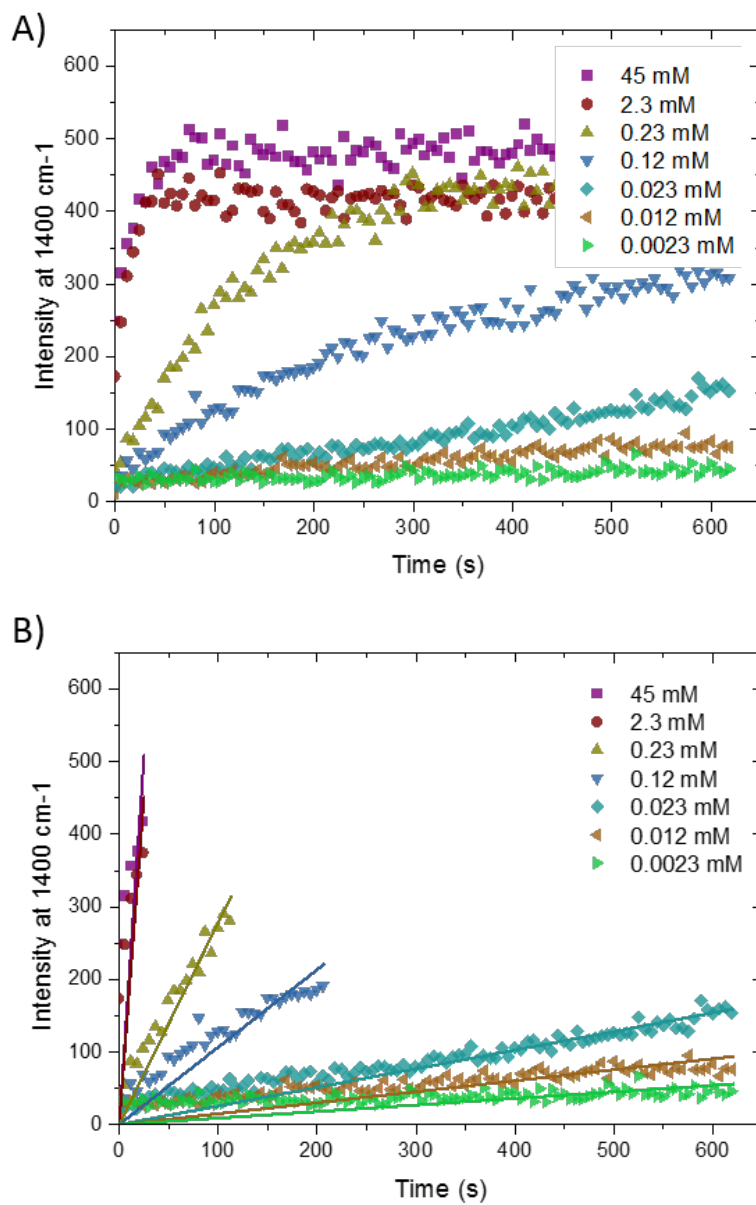 A)
600
500
400
300
200
100
0
Intensity at 1400 cm-1
45 mM
2.3 mM
0.23 mM
0.12 mM
0.023 mM
0.012 mM
0.0023 mM
0 100 200 300 400 500 600
Time (s)
B)
600
500
400
300
200
100
0
Intensity at 1400 cm-1
45 mM
2.3 mM
0.23 mM
0.12 mM
0.023 mM
0.012 mM
0.0023 mM
0 100 200 300 400 500 600
Time (s)